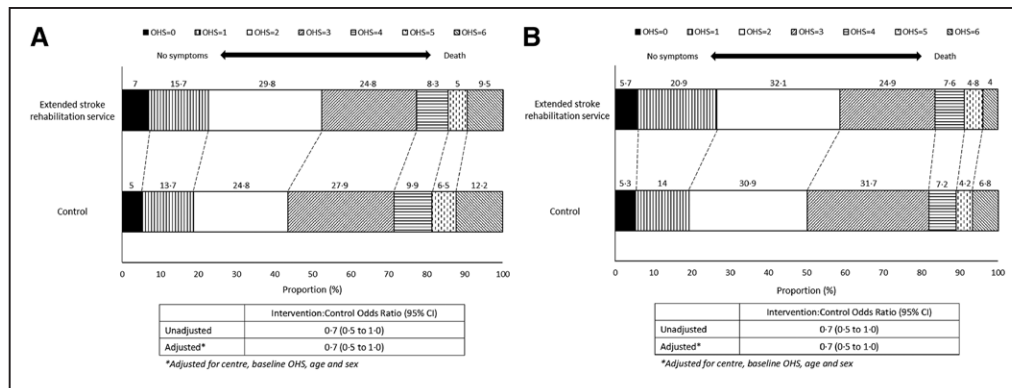 A
OHS=0 OHS=1 OHS=2 OHS=3 OHS=4 OHS=5 OHS=6
No symptoms Death
7 15·7 29·8 24·8 8·3 5 9·5
Extended stroke
rehabilitation service
5 13·7 24·8 27·9 9·9 6·5 12·2
Control
0 10 20 30 40 50 60 70 80 90 100
Proportion (%)
Intervention:Control Odds Ratio (95% CI)
Unadjusted 0·7 (0·5 to 1·0)
Adjusted* 0·7 (0·5 to 1·0)
*Adjusted for centre, baseline OHS, age and sex
B
OHS=0 OHS=1 OHS=2 OHS=3 OHS=4 OHS=5 OHS=6
No symptoms Death
5·7 20·9 32·1 24·9 7·6 4·8 4
Extended stroke
rehabilitation service
5·3 14 30·9 31·7 7·2 4·2 6·8
Control
0 10 20 30 40 50 60 70 80 90 100
Proportion (%)
Intervention:Control Odds Ratio (95% CI)
Unadjusted 0·7 (0·5 to 1·0)
Adjusted* 0·7 (0·5 to 1·0)
*Adjusted for centre, baseline OHS, age and sex